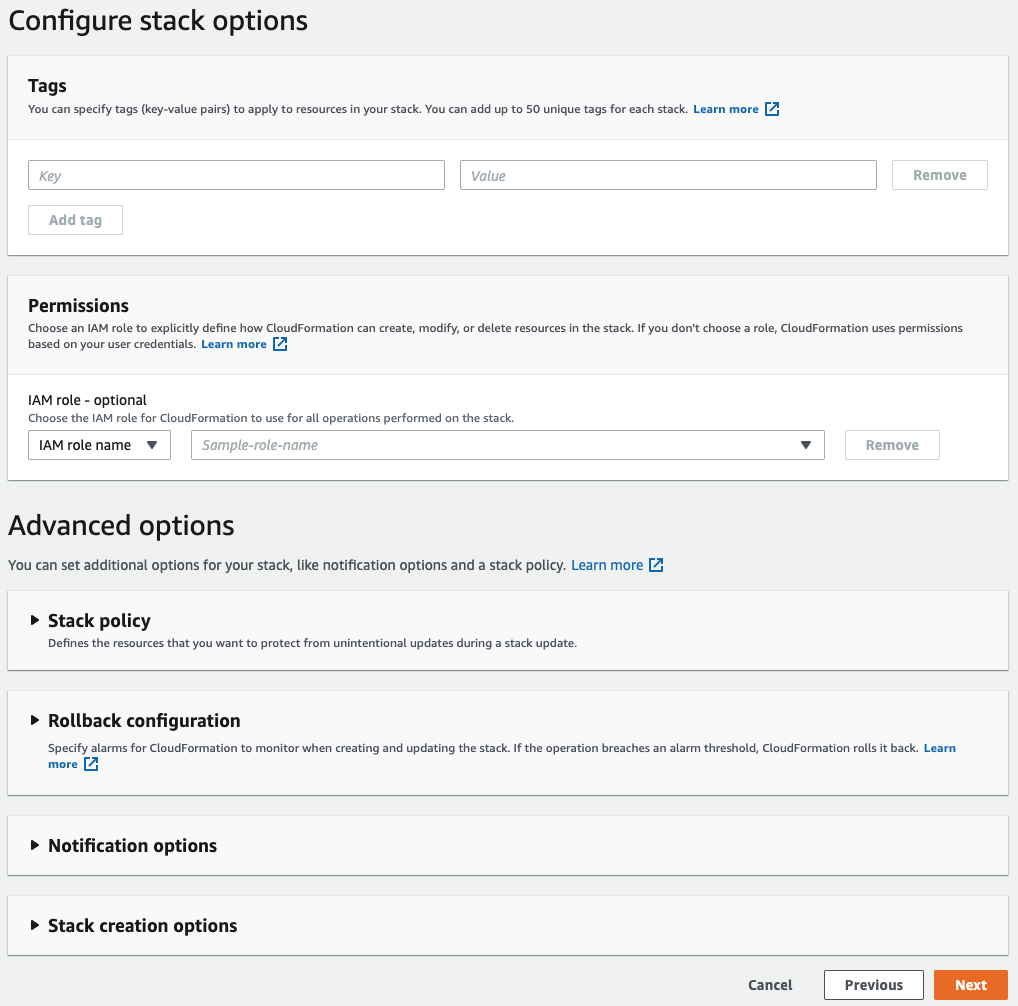 Configure stack options
Tags
You can specify tags (key-value pairs) to apply to resources in your stack. You can add up to 50 unique tags for each stack. Learn more
Key
Value
Remove
Add tag
Permissions
Choose an IAM role to explicitly define how CloudFormation can create, modify, or delete resources in the stack. If you don't choose a role, CloudFormation uses permissions
based on your user credentials. Learn more
IAM role - optional
Choose the IAM role for CloudFormation to use for all operations performed on the stack.
IAM role name
Sample-role-name
Remove
Advanced options
You can set additional options for your stack, like notification options and a stack policy. Learn more
Stack policy
Defines the resources that you want to protect from unintentional updates during a stack update.
Rollback configuration
Specify alarms for CloudFormation to monitor when creating and updating the stack. If the operation breaches an alarm threshold, CloudFormation rolls it back. Learn
more
Notification options
Stack creation options
Cancel
Previous
Next